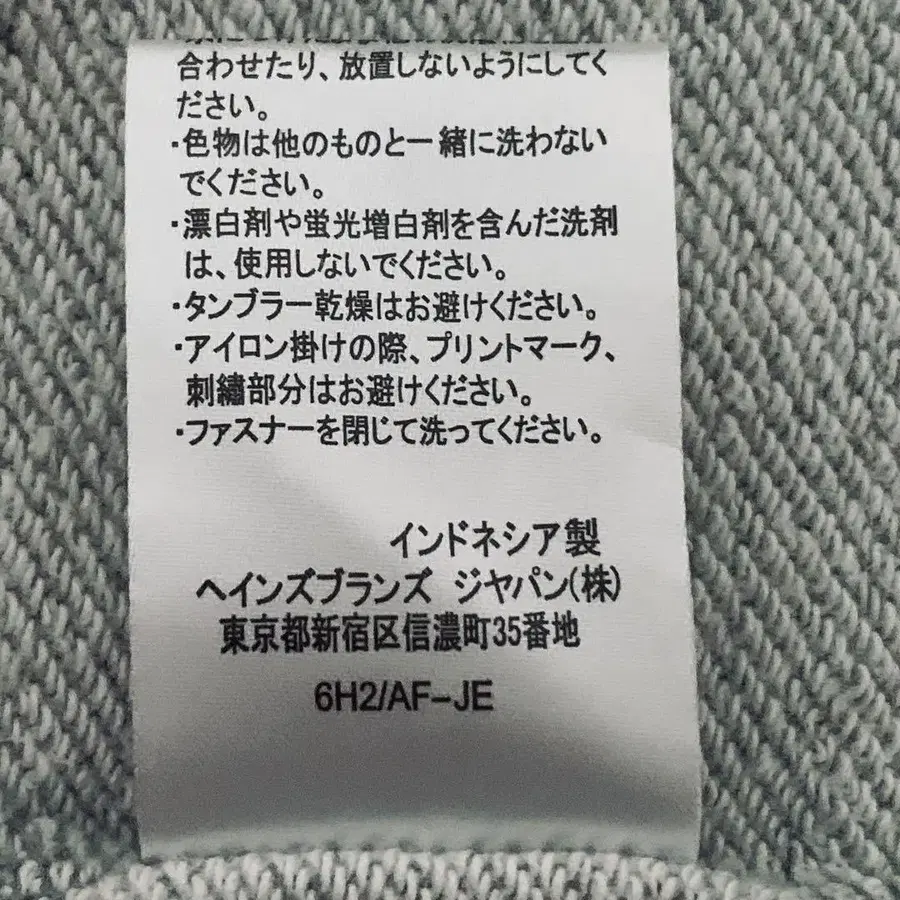 合わせたり、放置しないようにしてく
ださい。
・色物は他のものと一緒に洗わない
でください。
・漂白剤や蛍光増白剤を含んだ洗剤
は、使用しないでください。
・タンブラー乾燥はお避けください。
・アイロン掛けの際、プリントマーク、
刺繍部分はお避けください。
・ファスナーを閉じて洗ってください。
インドネシア製
ヘインズブランズ ジャパン(株)
東京都新宿区信濃町35番地
6H2/AF-JE